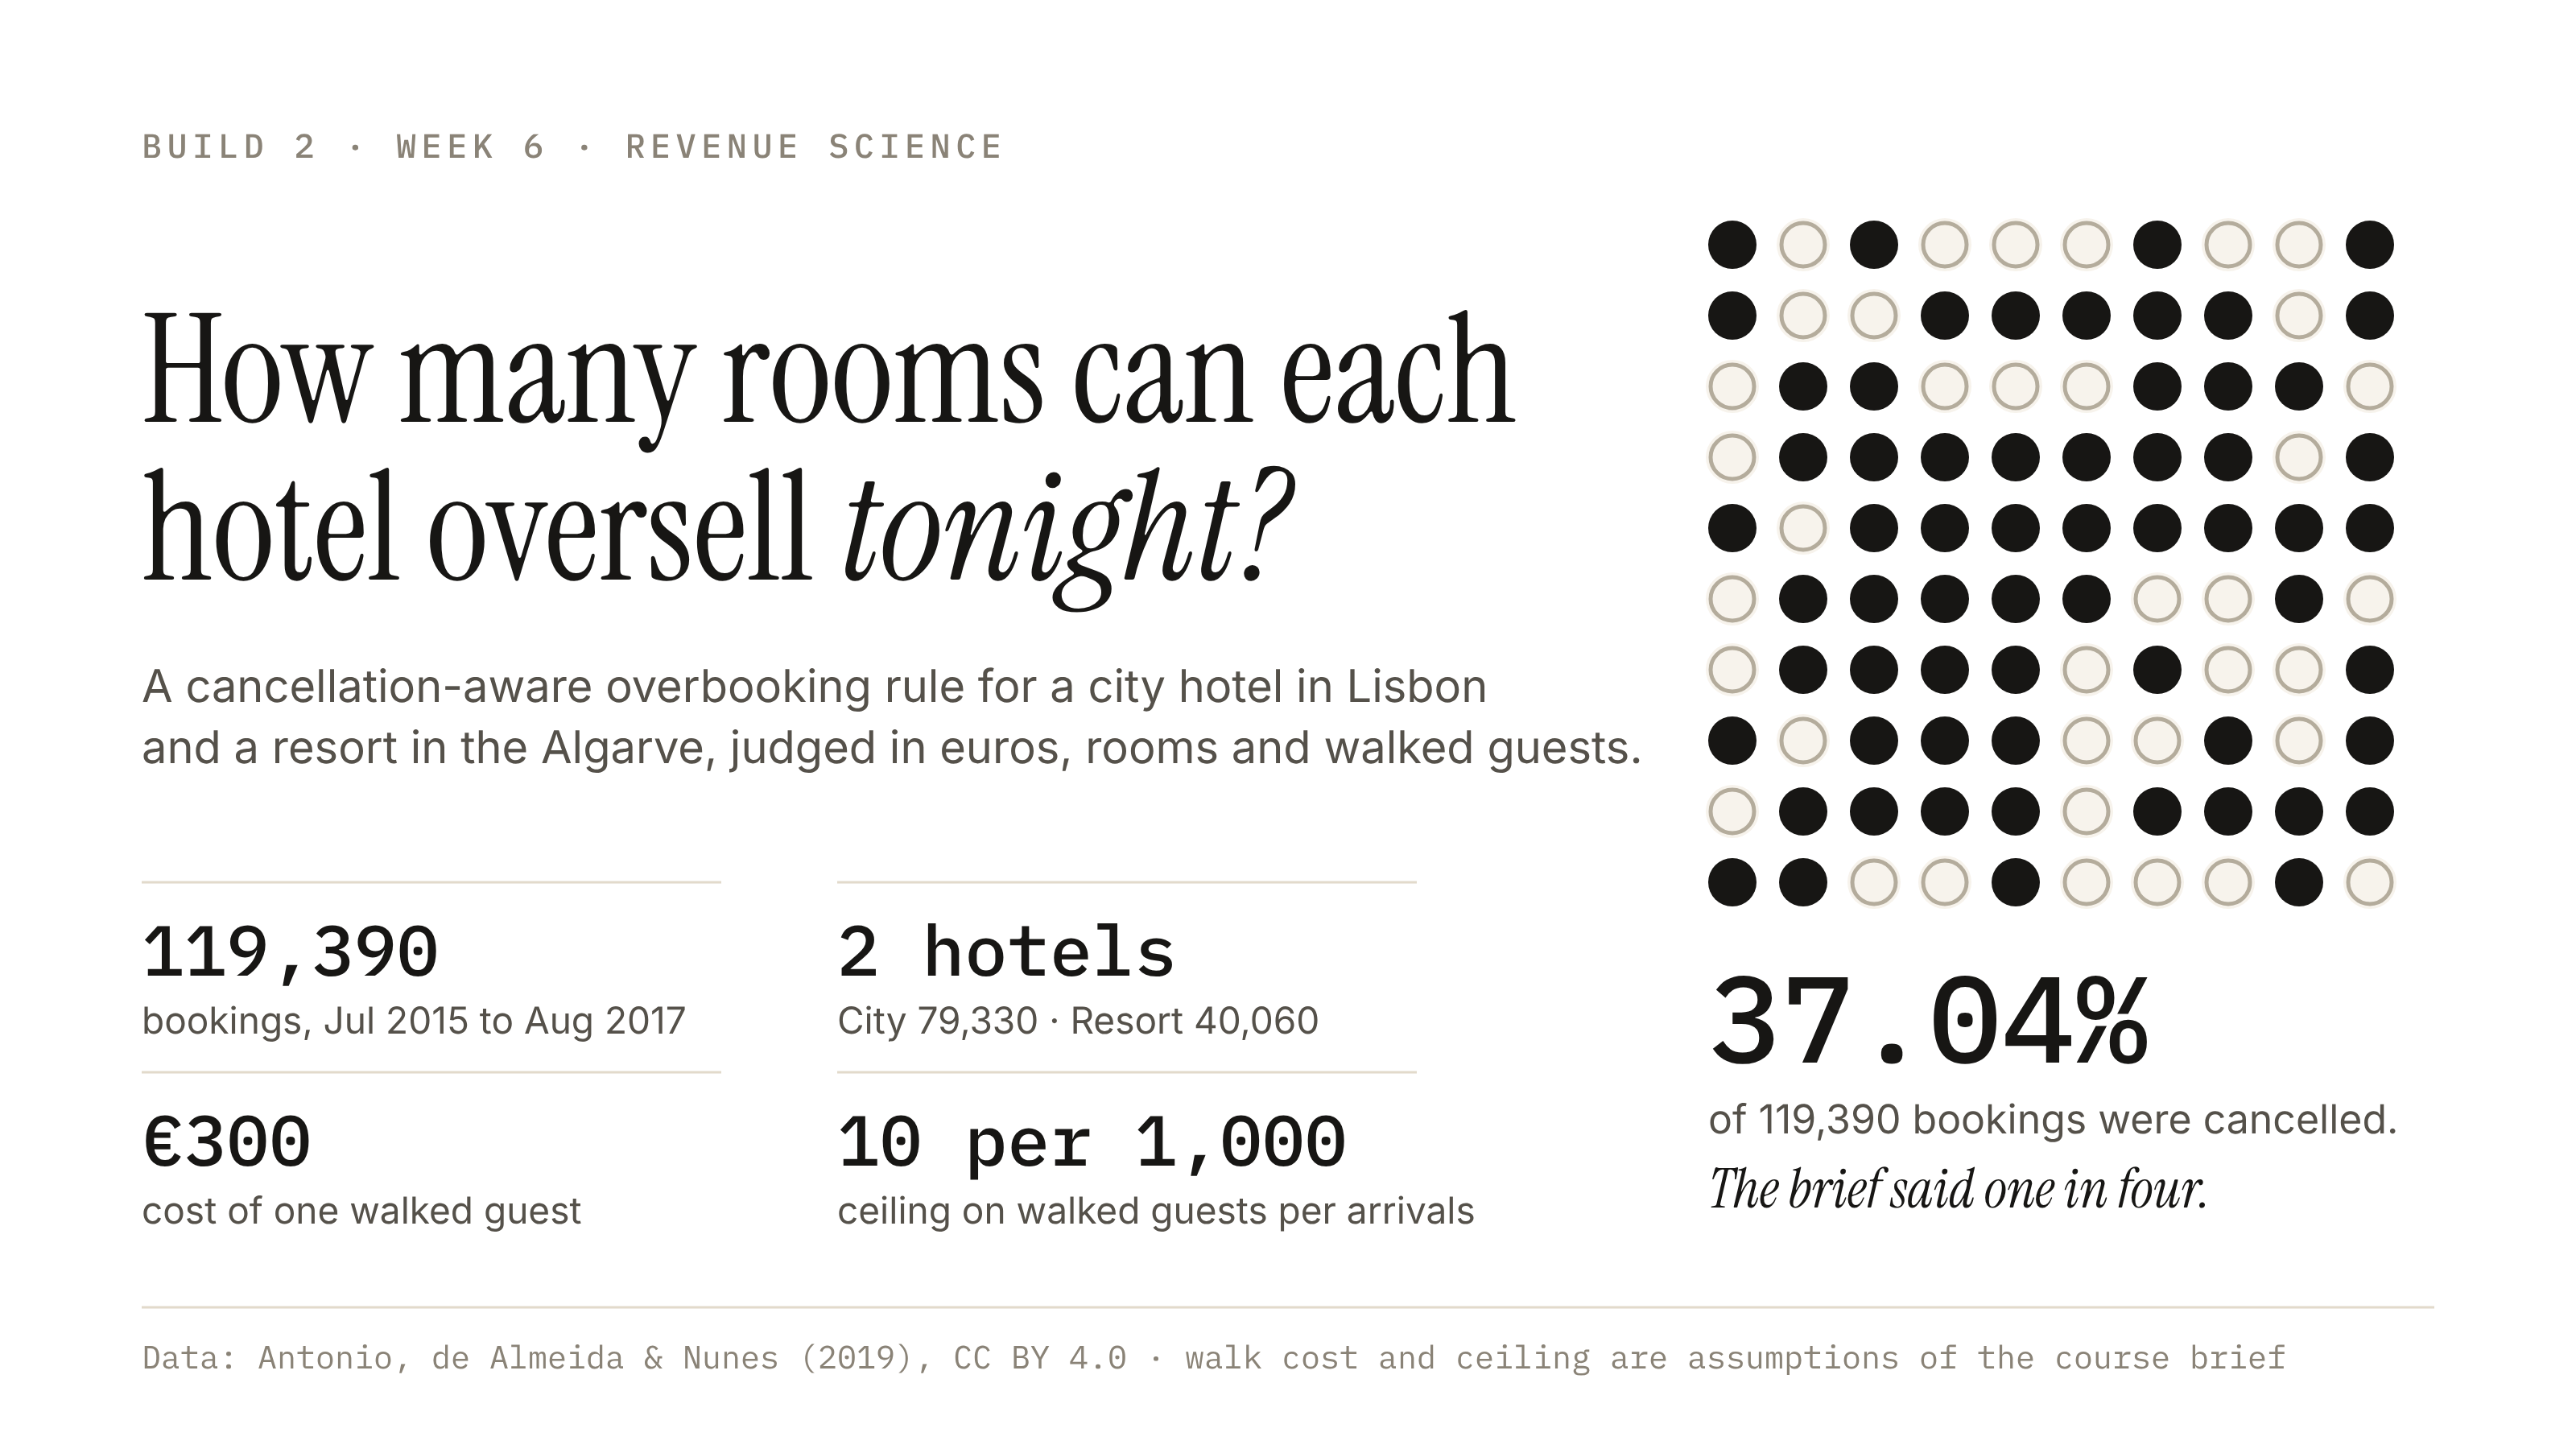 BUILD 2 · WEEK 6 · REVENUE SCIENCE
How many rooms can each
hotel oversell tonight?
A cancellation-aware overbooking rule for a city hotel in Lisbon
and a resort in the Algarve, judged in euros, rooms and walked guests.
119,390
bookings, Jul 2015 to Aug 2017
2 hotels
City 79,330 · Resort 40,060
€300
cost of one walked guest
10 per 1,000
ceiling on walked guests per arrivals
37.04%
of 119,390 bookings were cancelled.
The brief said one in four.
Data: Antonio, de Almeida & Nunes (2019), CC BY 4.0 · walk cost and ceiling are assumptions of the course brief